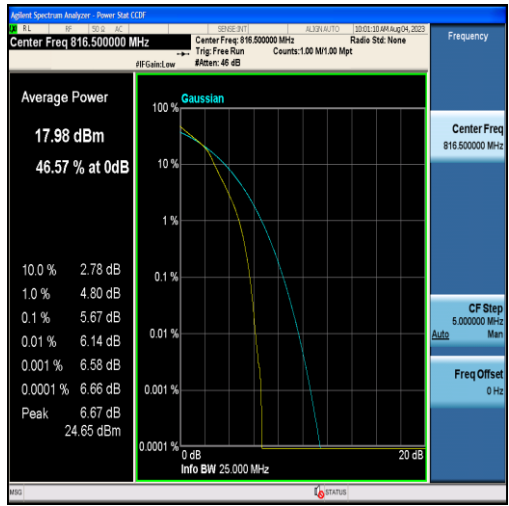 Agilent Spectrum Analyzer - Power Stat CCDF
RL RF 50 Ω AC SENSE:INT ALIGN AUTO 10:01:10 AM Aug 04, 2023
Center Freq 816.500000 MHz
Center Freq: 816.500000 MHz Radio Std: None
Trig: Free Run Counts:1.00 M/1.00 Mpt
#IFGain:Low #Atten: 46 dB
Frequency
Average Power
17.98 dBm
46.57 % at 0dB
10.0 % 2.78 dB
1.0 % 4.80 dB
0.1 % 5.67 dB
0.01 % 6.14 dB
0.001 % 6.58 dB
0.0001 % 6.66 dB
Peak 6.67 dB
24.65 dBm
100 % Gaussian
10 %
1 %
0.1 %
0.01 %
0.001 %
0.0001 %
0 dB 20 dB
Info BW 25.000 MHz
Center Freq
816.500000 MHz
CF Step
5.000000 MHz
Auto Man
Freq Offset
0 Hz
MSG STATUS